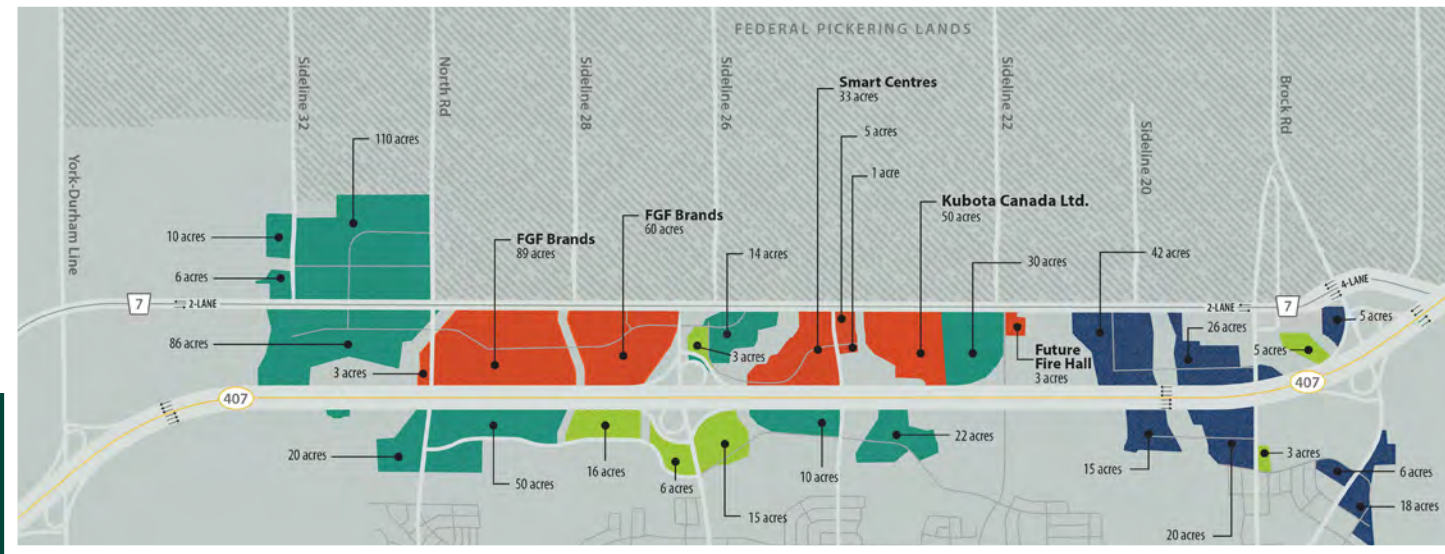 FEDERAL PICKERING LANDS
York-Durham Line
Sideline 32
North Rd
Sideline 28
Sideline 26
Sideline 22
Sideline 20
Brock Rd
Smart Centres
33 acres
5 acres
1 acre
110 acres
10 acres
6 acres
FGF Brands
89 acres
FGF Brands
60 acres
14 acres
Kubota Canada Ltd.
50 acres
30 acres
42 acres
7
2-LANE
2-LANE
7
4-LANE
86 acres
3 acres
3 acres
Future
Fire Hall
3 acres
26 acres
5 acres
5 acres
407
407
20 acres
50 acres
16 acres
6 acres
15 acres
10 acres
22 acres
15 acres
20 acres
3 acres
6 acres
18 acres